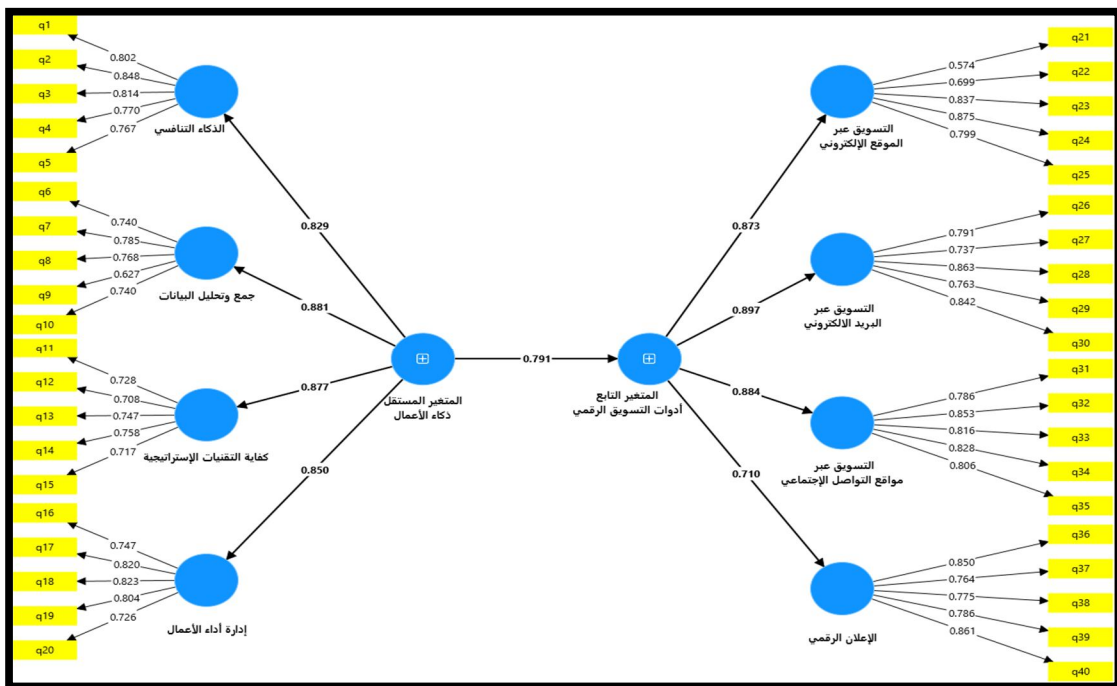 q1
0.802
q2
0.848
q3
0.814
q4
0.770
q5
0.767
الذكاء التنافسي
q6
0.740
q7
0.785
q8
0.768
q9
0.627
q10
0.740
جمع وتحليل البيانات
q11
0.728
q12
0.708
q13
0.747
q14
0.758
q15
0.717
كفاية التقنيات الإستراتيجية
q16
0.747
q17
0.820
q18
0.823
q19
0.804
q20
0.726
إدارة أداء الأعمال
0.829
0.881
0.877
0.850
المتغير المستقل
ذكاء الأعمال
0.791
المتغير التابع
أدوات التسويق الرقمي
0.873
0.897
0.884
0.710
التسويق عبر
الموقع الإلكتروني
0.574
q21
0.699
q22
0.837
q23
0.875
q24
0.799
q25
التسويق عبر
البريد الالكتروني
0.791
q26
0.737
q27
0.863
q28
0.763
q29
0.842
q30
التسويق عبر
مواقع التواصل الإجتماعي
0.786
q31
0.853
q32
0.816
q33
0.828
q34
0.806
q35
الإعلان الرقمي
0.850
q36
0.764
q37
0.775
q38
0.786
q39
0.861
q40